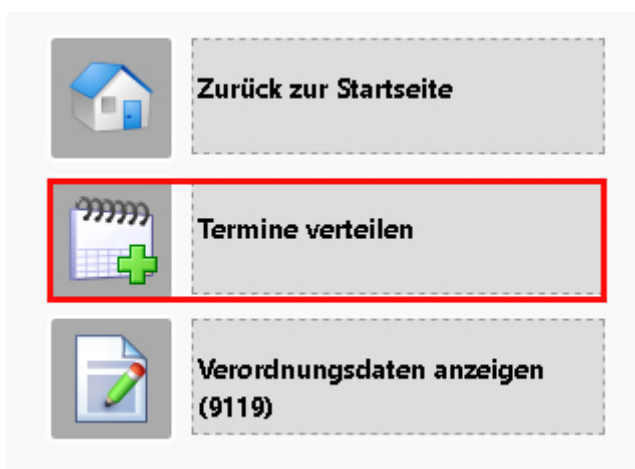 Zurück zur Startseite
Termine verteilen
Verordnungsdaten anzeigen
(9119)